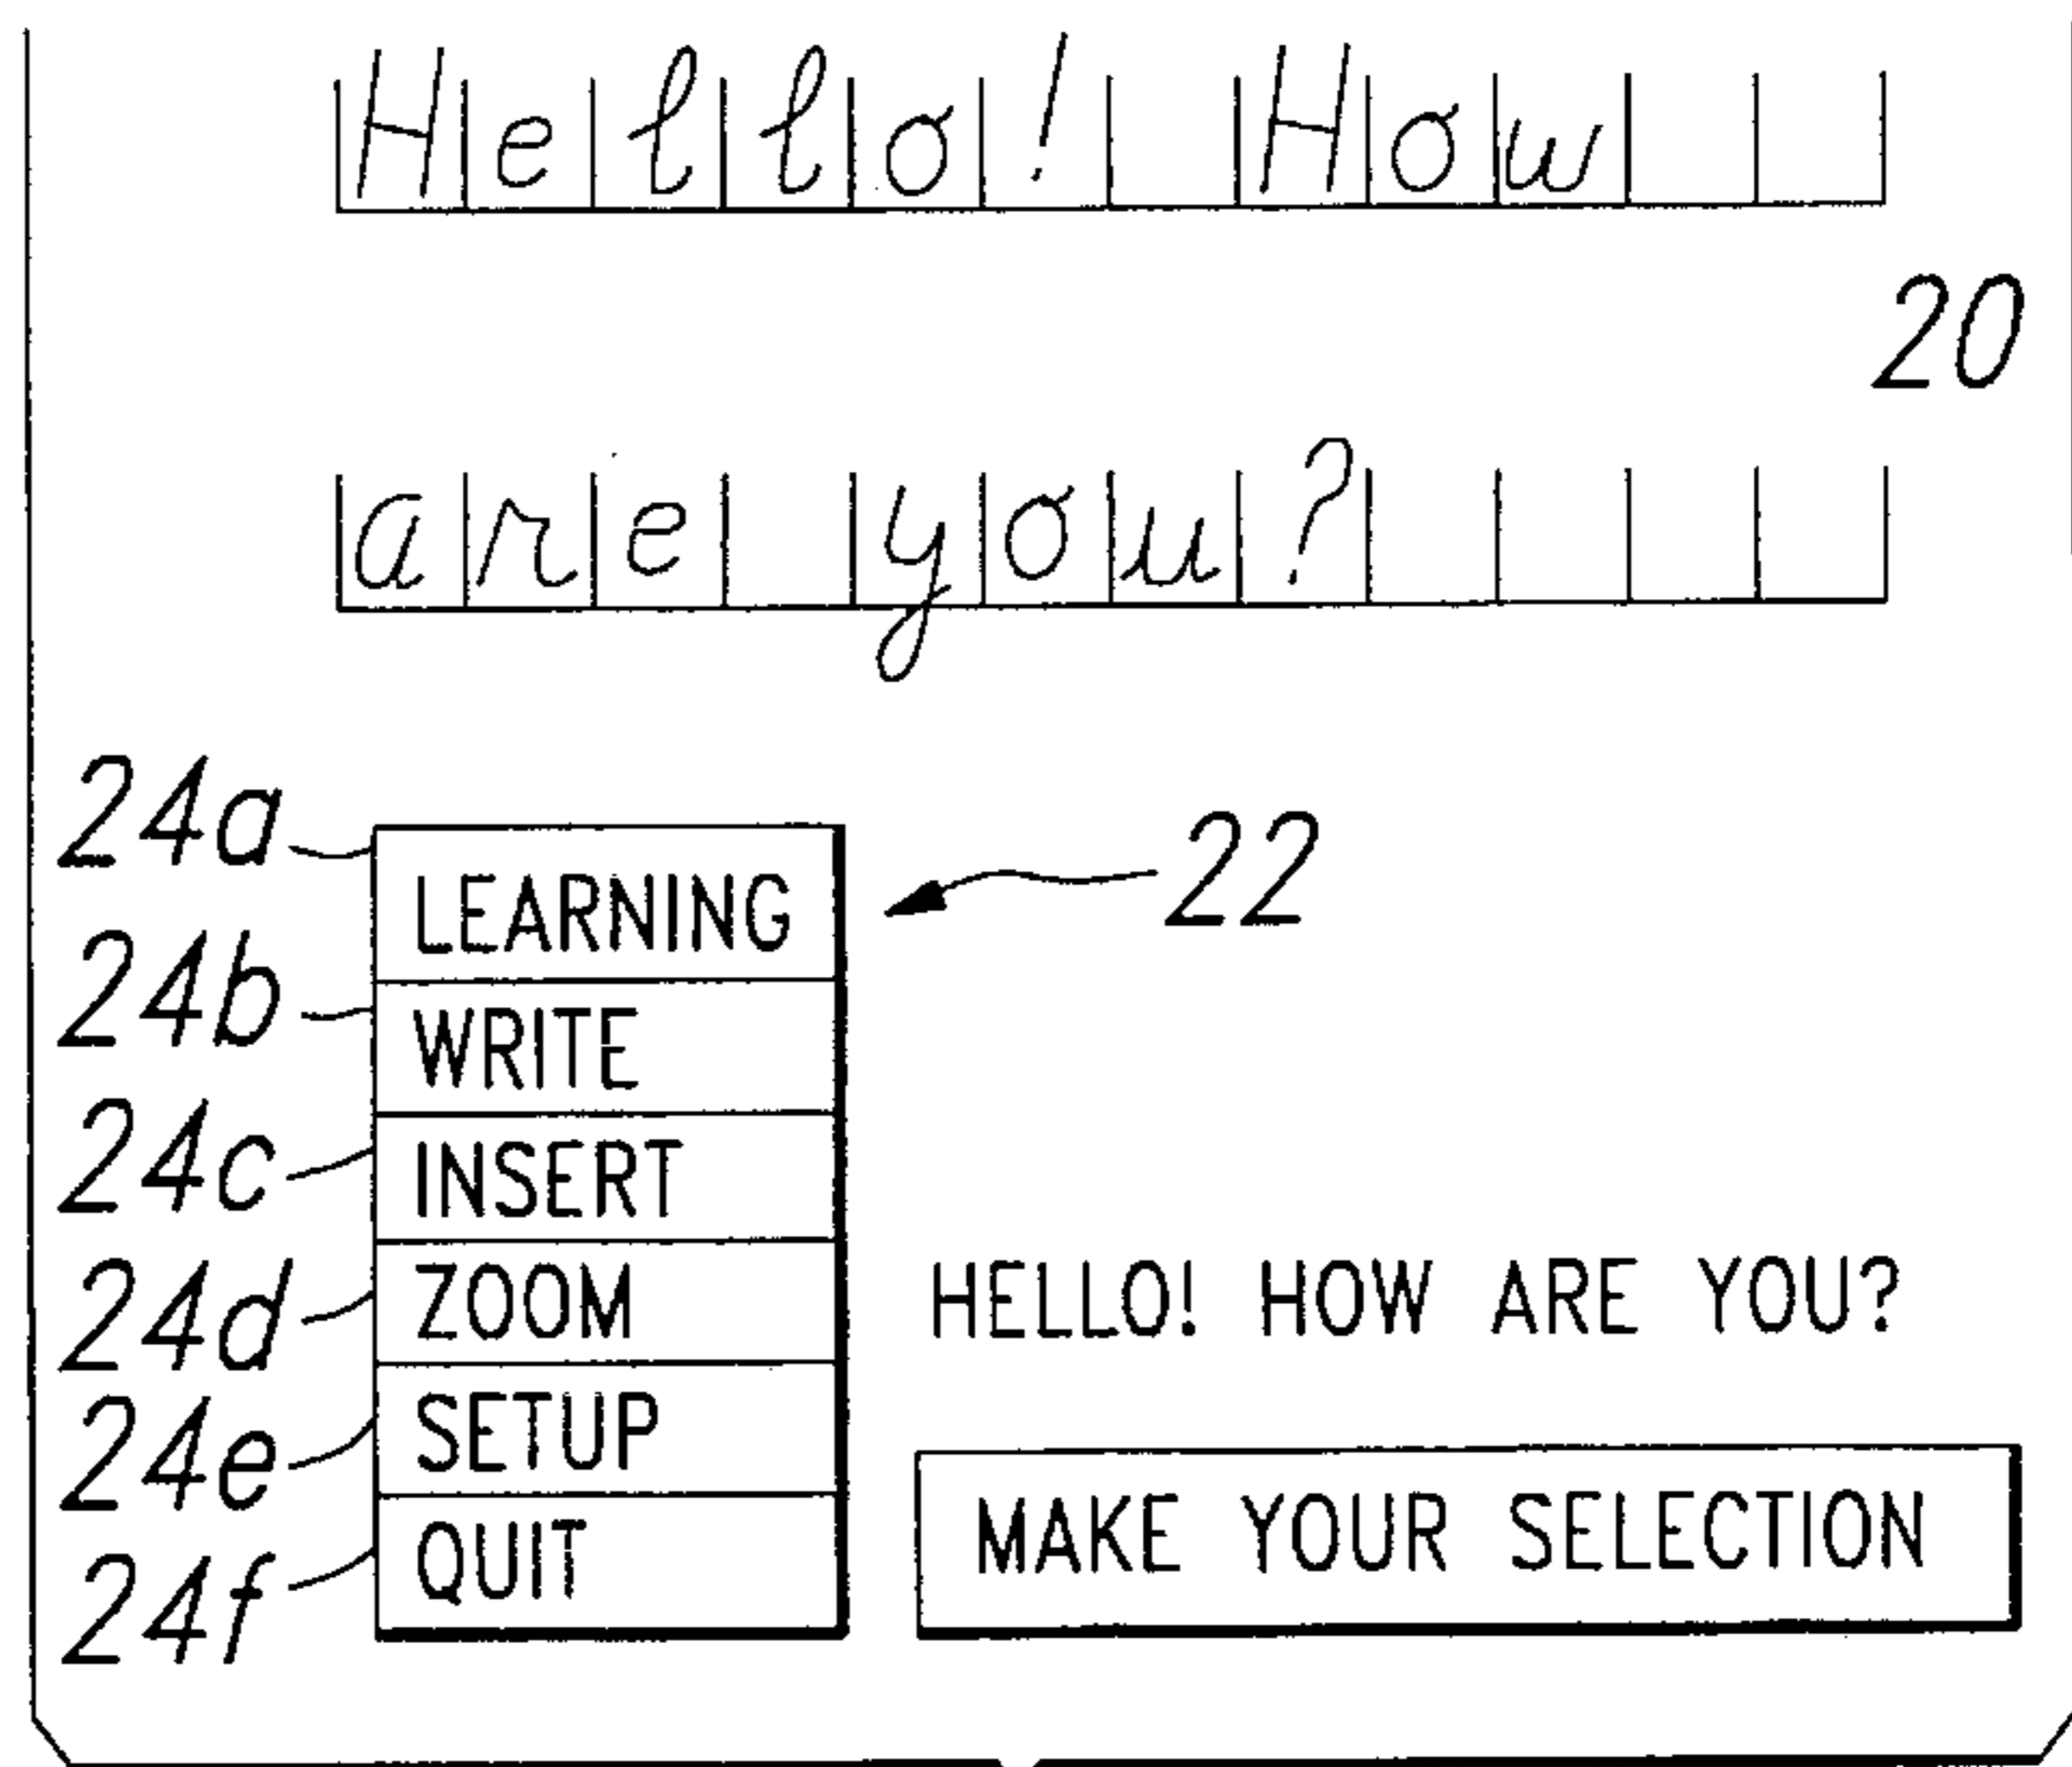 Hello! How
20
are you?
24a
LEARNING
22
24b
WRITE
24c
INSERT
24d
ZOOM
HELLO! HOW ARE YOU?
24e
SETUP
MAKE YOUR SELECTION
24f
QUIT